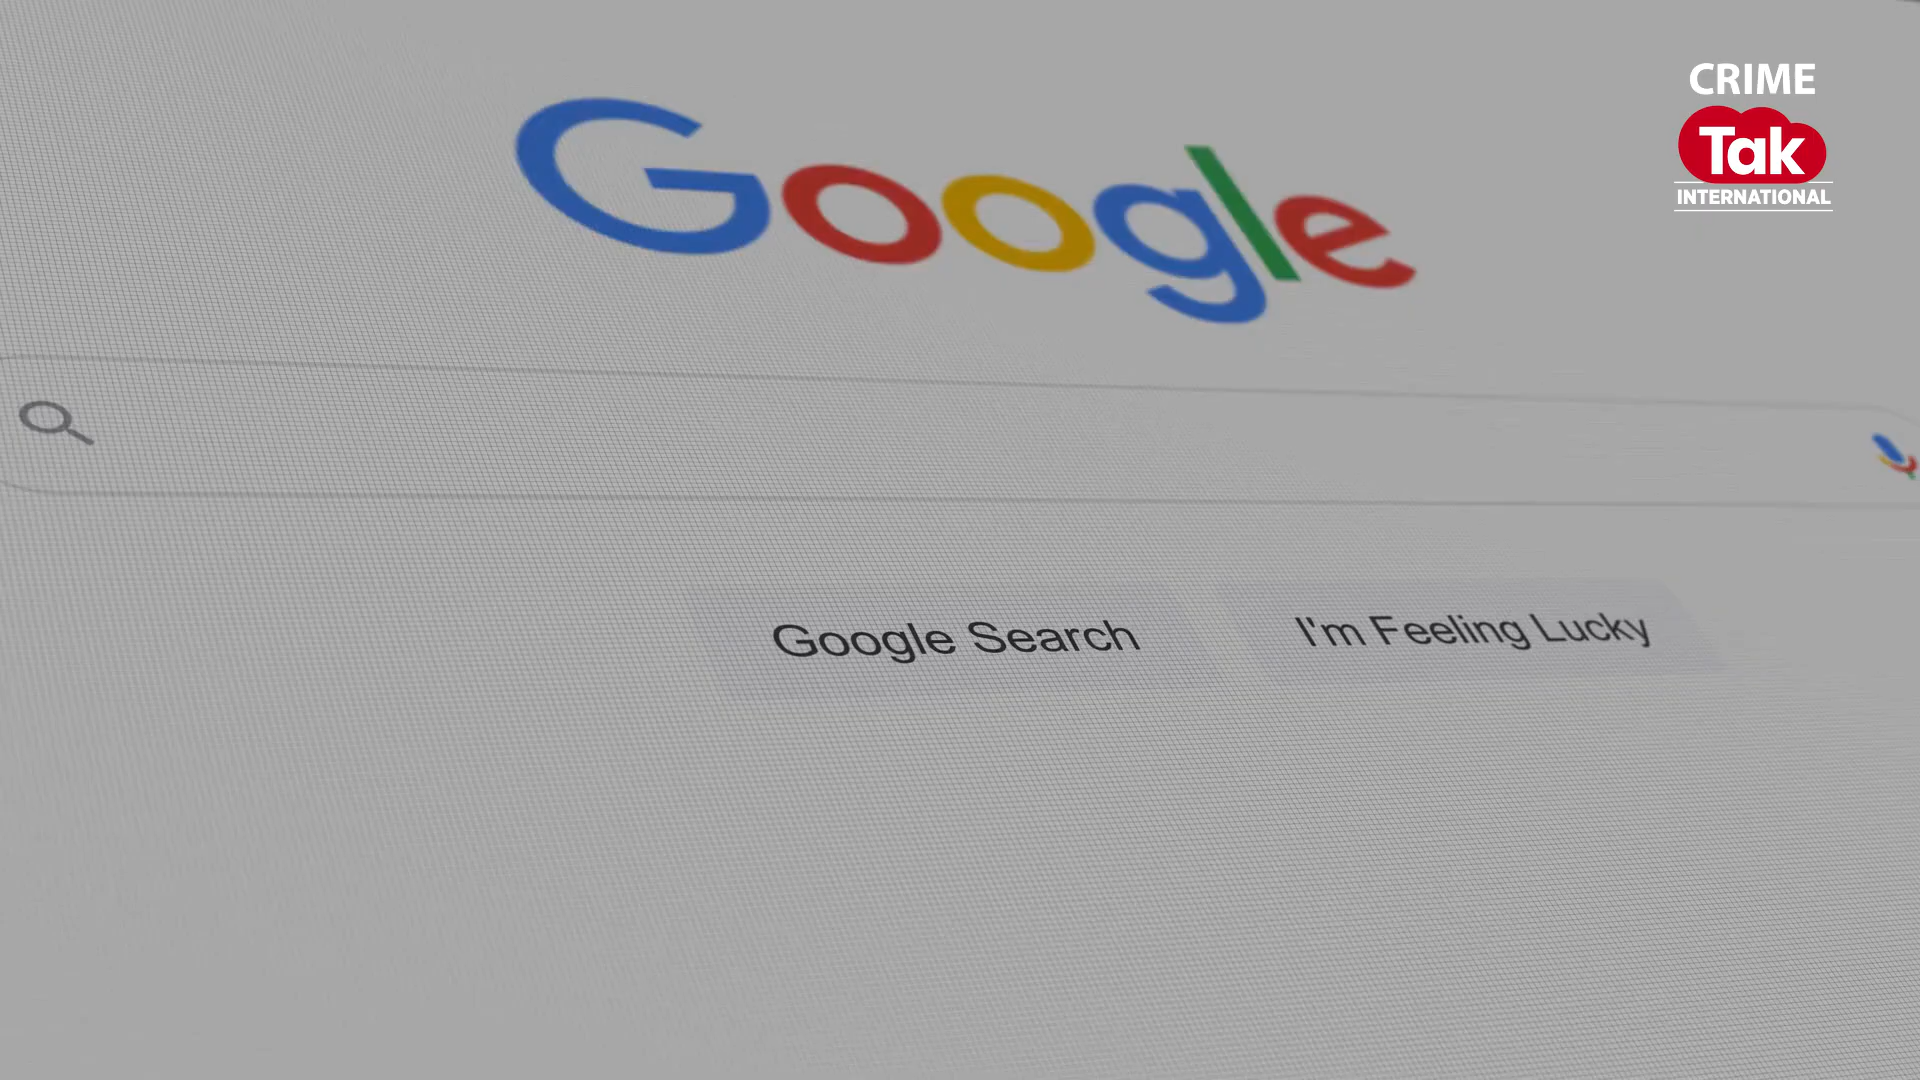 Google
Google Search
I'm Feeling Lucky
CRIME
Tak
INTERNATIONAL